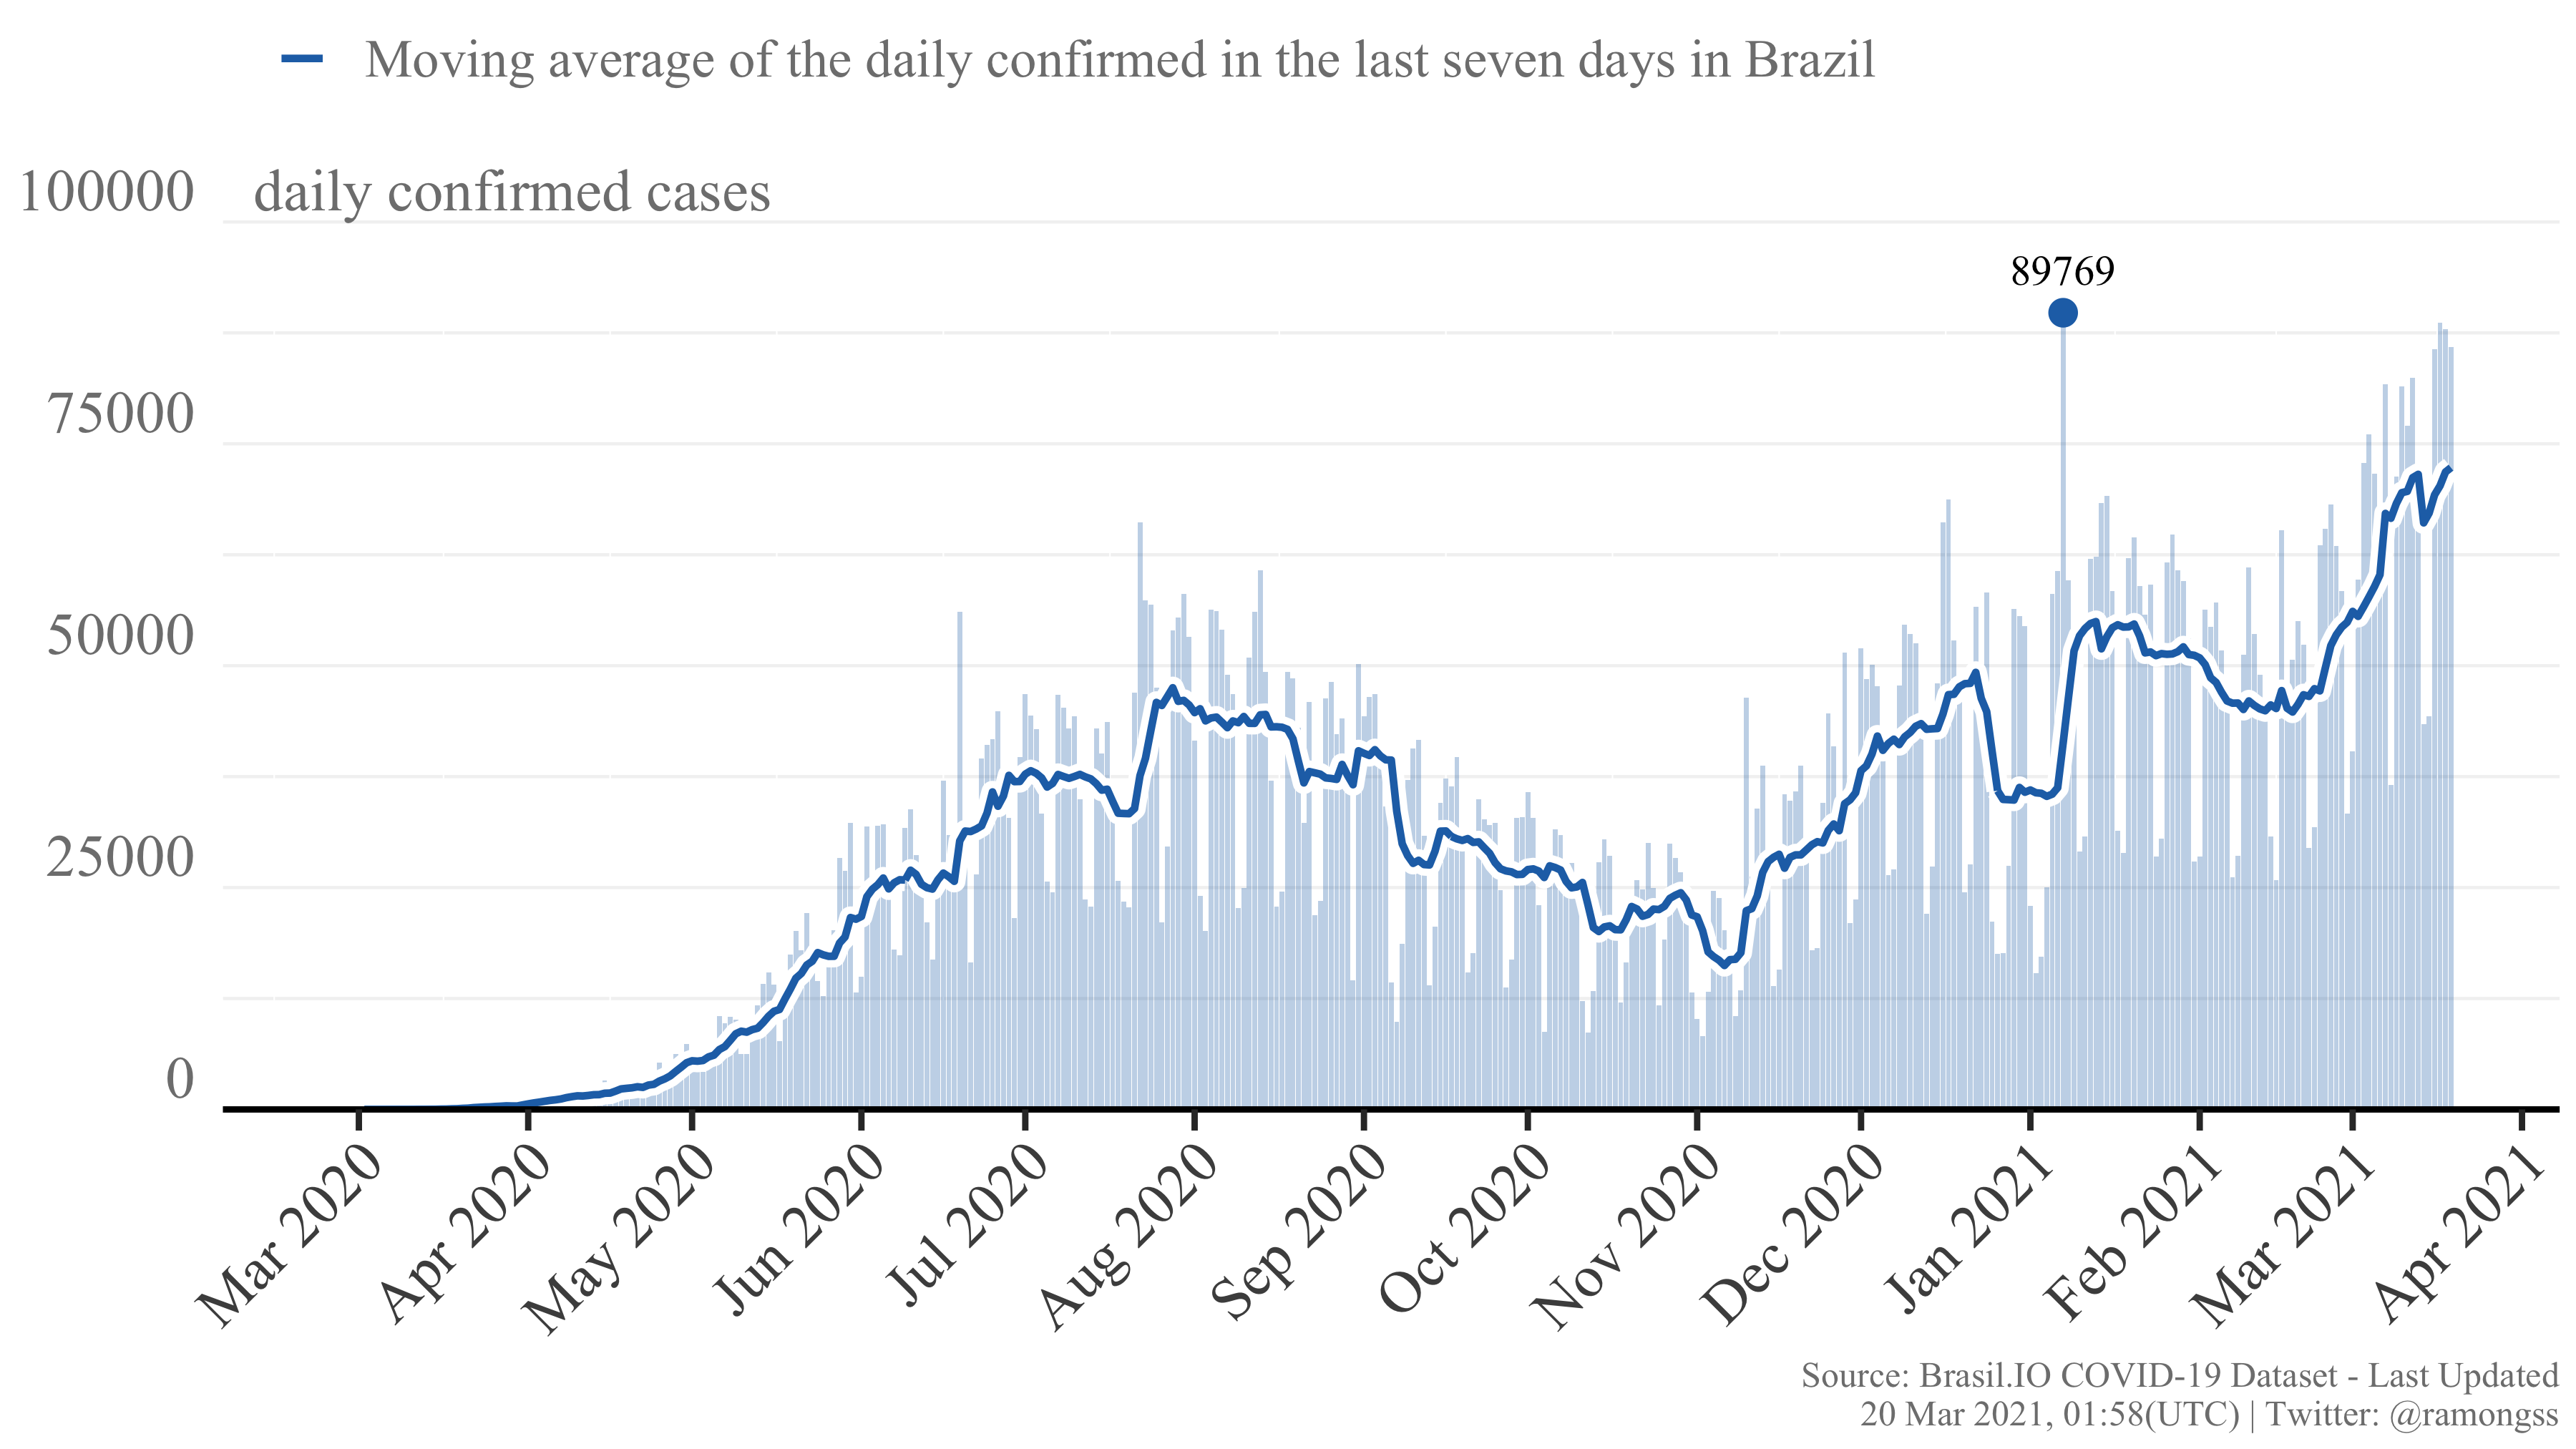 Moving average of the daily confirmed in the last seven days in Brazil
100000
daily confirmed cases
89769
75000
50000
25000
0
Mar 2020
Apr 2020
May 2020
Jun 2020
Jul 2020
Aug 2020
Sep 2020
Oct 2020
Nov 2020
Dec 2020
Jan 2021
Feb 2021
Mar 2021
Apr 2021
Source: Brasil.IO COVID-19 Dataset - Last Updated
20 Mar 2021, 01:58(UTC) | Twitter: @ramongss